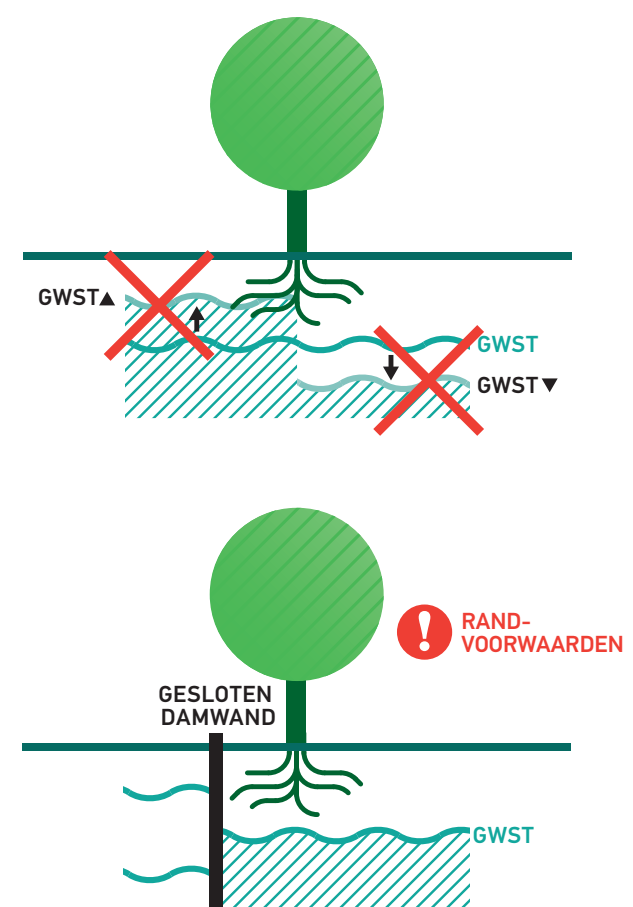 GWST▲
GWST
GWST▼
RAND-
VOORWAARDEN
GESLOTEN
DAMWAND
GWST